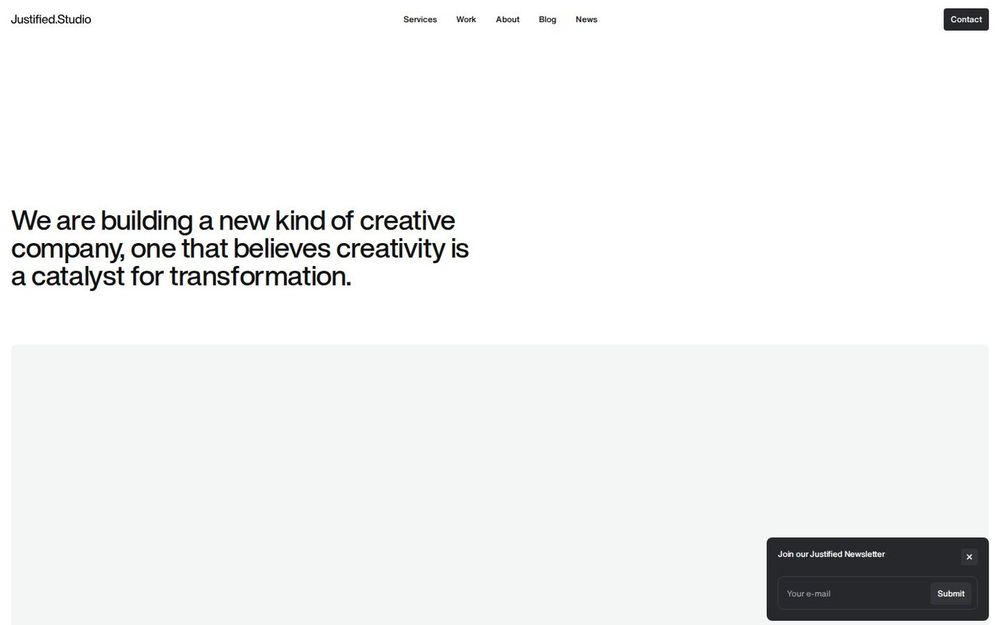 Justified.Studio
Services
Work
About
Blog
News
Contact
We are building a new kind of creative
company, one that believes creativity is
a catalyst for transformation.
Join our Justified Newsletter
×
Your e-mail
Submit